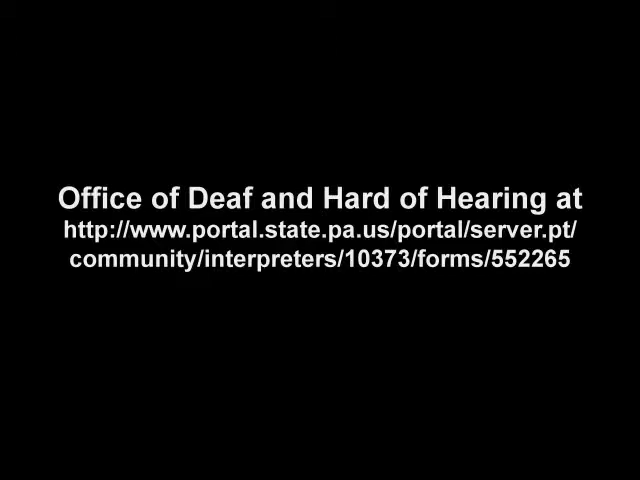 Office of Deaf and Hard of Hearing at
http://www.portal.state.pa.us/portal/server.pt/
community/interpreters/10373/forms/552265